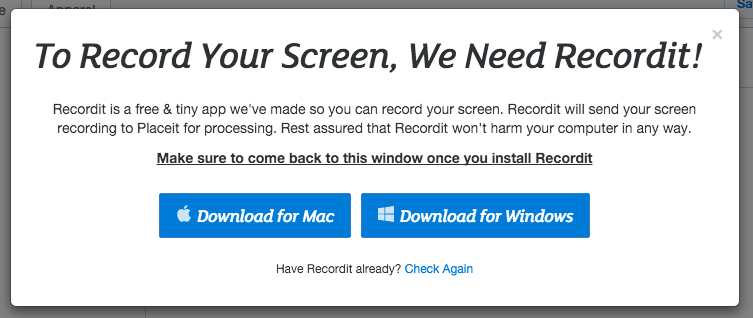 Apparel
Sa
To Record Your Screen, We Need Recordit!
×
Recordit is a free & tiny app we've made so you can record your screen. Recordit will send your screen
recording to Placeit for processing. Rest assured that Recordit won't harm your computer in any way.
Make sure to come back to this window once you install Recordit
Download for Mac
Download for Windows
Have Recordit already? Check Again